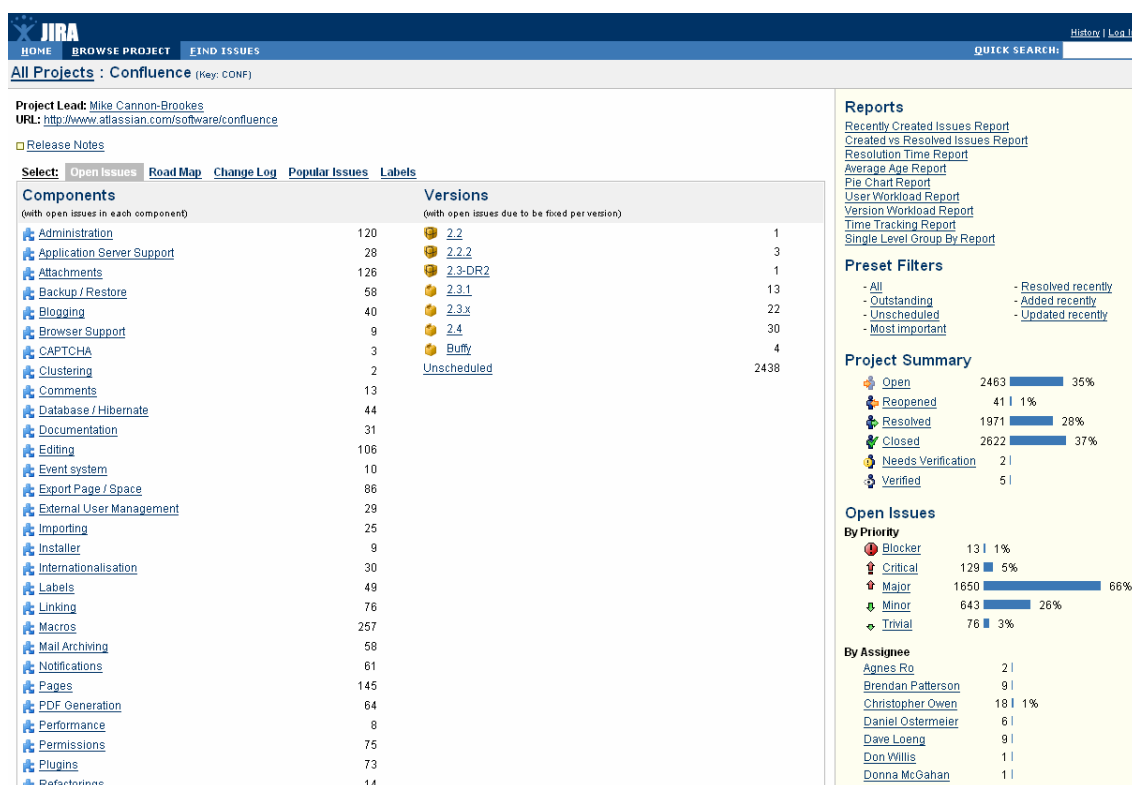 JIRA
History | Log
HOME BROWSE PROJECT FIND ISSUES QUICK SEARCH:
All Projects : Confluence (Key: CONF)
Project Lead: Mike Cannon-Brookes
URL: http://www.atlassian.com/software/confluence
Release Notes
Select: Open Issues Road Map Change Log Popular Issues Labels
Components
(with open issues in each component)
Administration 120
Application Server Support 28
Attachments 126
Backup / Restore 58
Blogging 40
Browser Support 9
CAPTCHA 3
Clustering 2
Comments 13
Database / Hibernate 44
Documentation 31
Editing 106
Event system 10
Export Page / Space 86
External User Management 29
Importing 25
Installer 9
Internationalisation 30
Labels 49
Linking 76
Macros 257
Mail Archiving 58
Notifications 61
Pages 145
PDF Generation 64
Performance 8
Permissions 75
Plugins 73
Refactorings 14
Versions
(with open issues due to be fixed per version)
2.2 1
2.2.2 3
2.3-DR2 1
2.3.1 13
2.3.x 22
2.4 30
Buffy 4
Unscheduled 2438
Reports
Recently Created Issues Report
Created vs Resolved Issues Report
Resolution Time Report
Average Age Report
Pie Chart Report
User Workload Report
Version Workload Report
Time Tracking Report
Single Level Group By Report
Preset Filters
- All - Resolved recently
- Outstanding - Added recently
- Unscheduled - Updated recently
- Most important
Project Summary
Open 2463 35%
Reopened 41 1%
Resolved 1971 28%
Closed 2622 37%
Needs Verification 2
Verified 5
Open Issues
By Priority
Blocker 13 1%
Critical 129 5%
Major 1650 66%
Minor 643 26%
Trivial 76 3%
By Assignee
Agnes Ro 2
Brendan Patterson 9
Christopher Owen 18 1%
Daniel Ostermeier 6
Dave Loeng 9
Don Willis 1
Donna McGahan 1